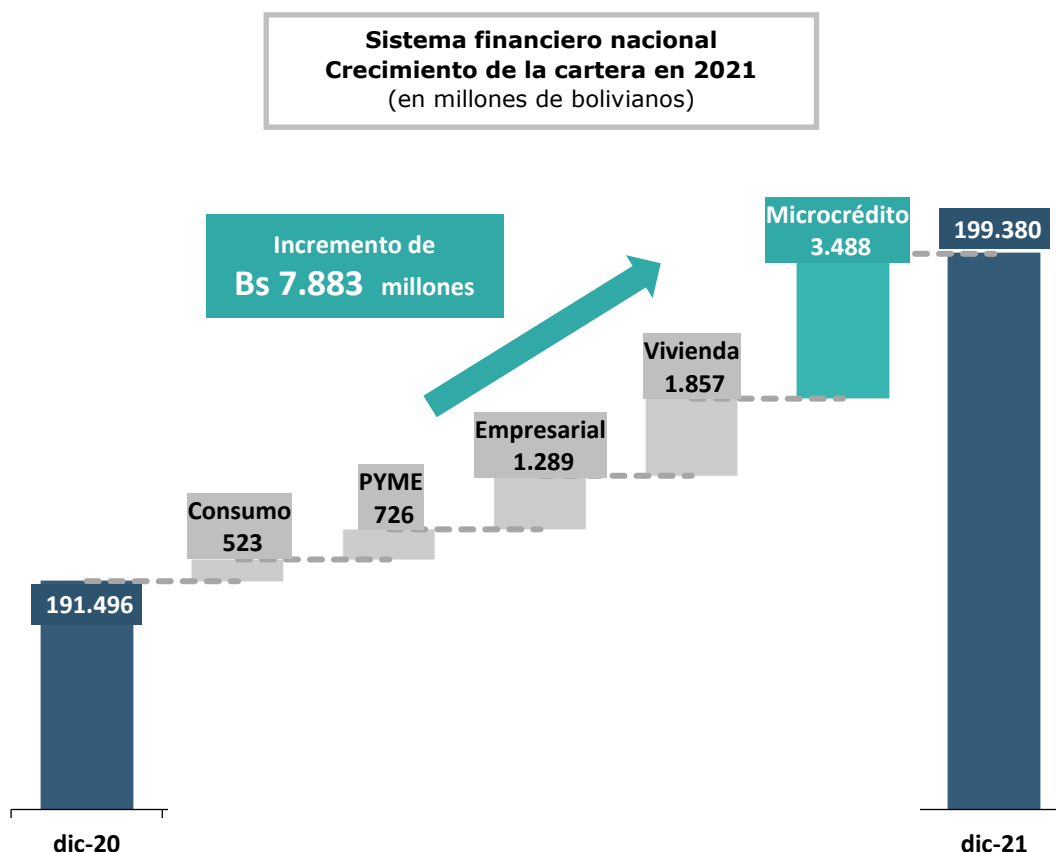 Sistema financiero nacional
Crecimiento de la cartera en 2021
(en millones de bolivianos)
Incremento de
Bs 7.883 millones
Microcrédito
3.488
199.380
Vivienda
1.857
Empresarial
1.289
PYME
726
Consumo
523
191.496
dic-20
dic-21